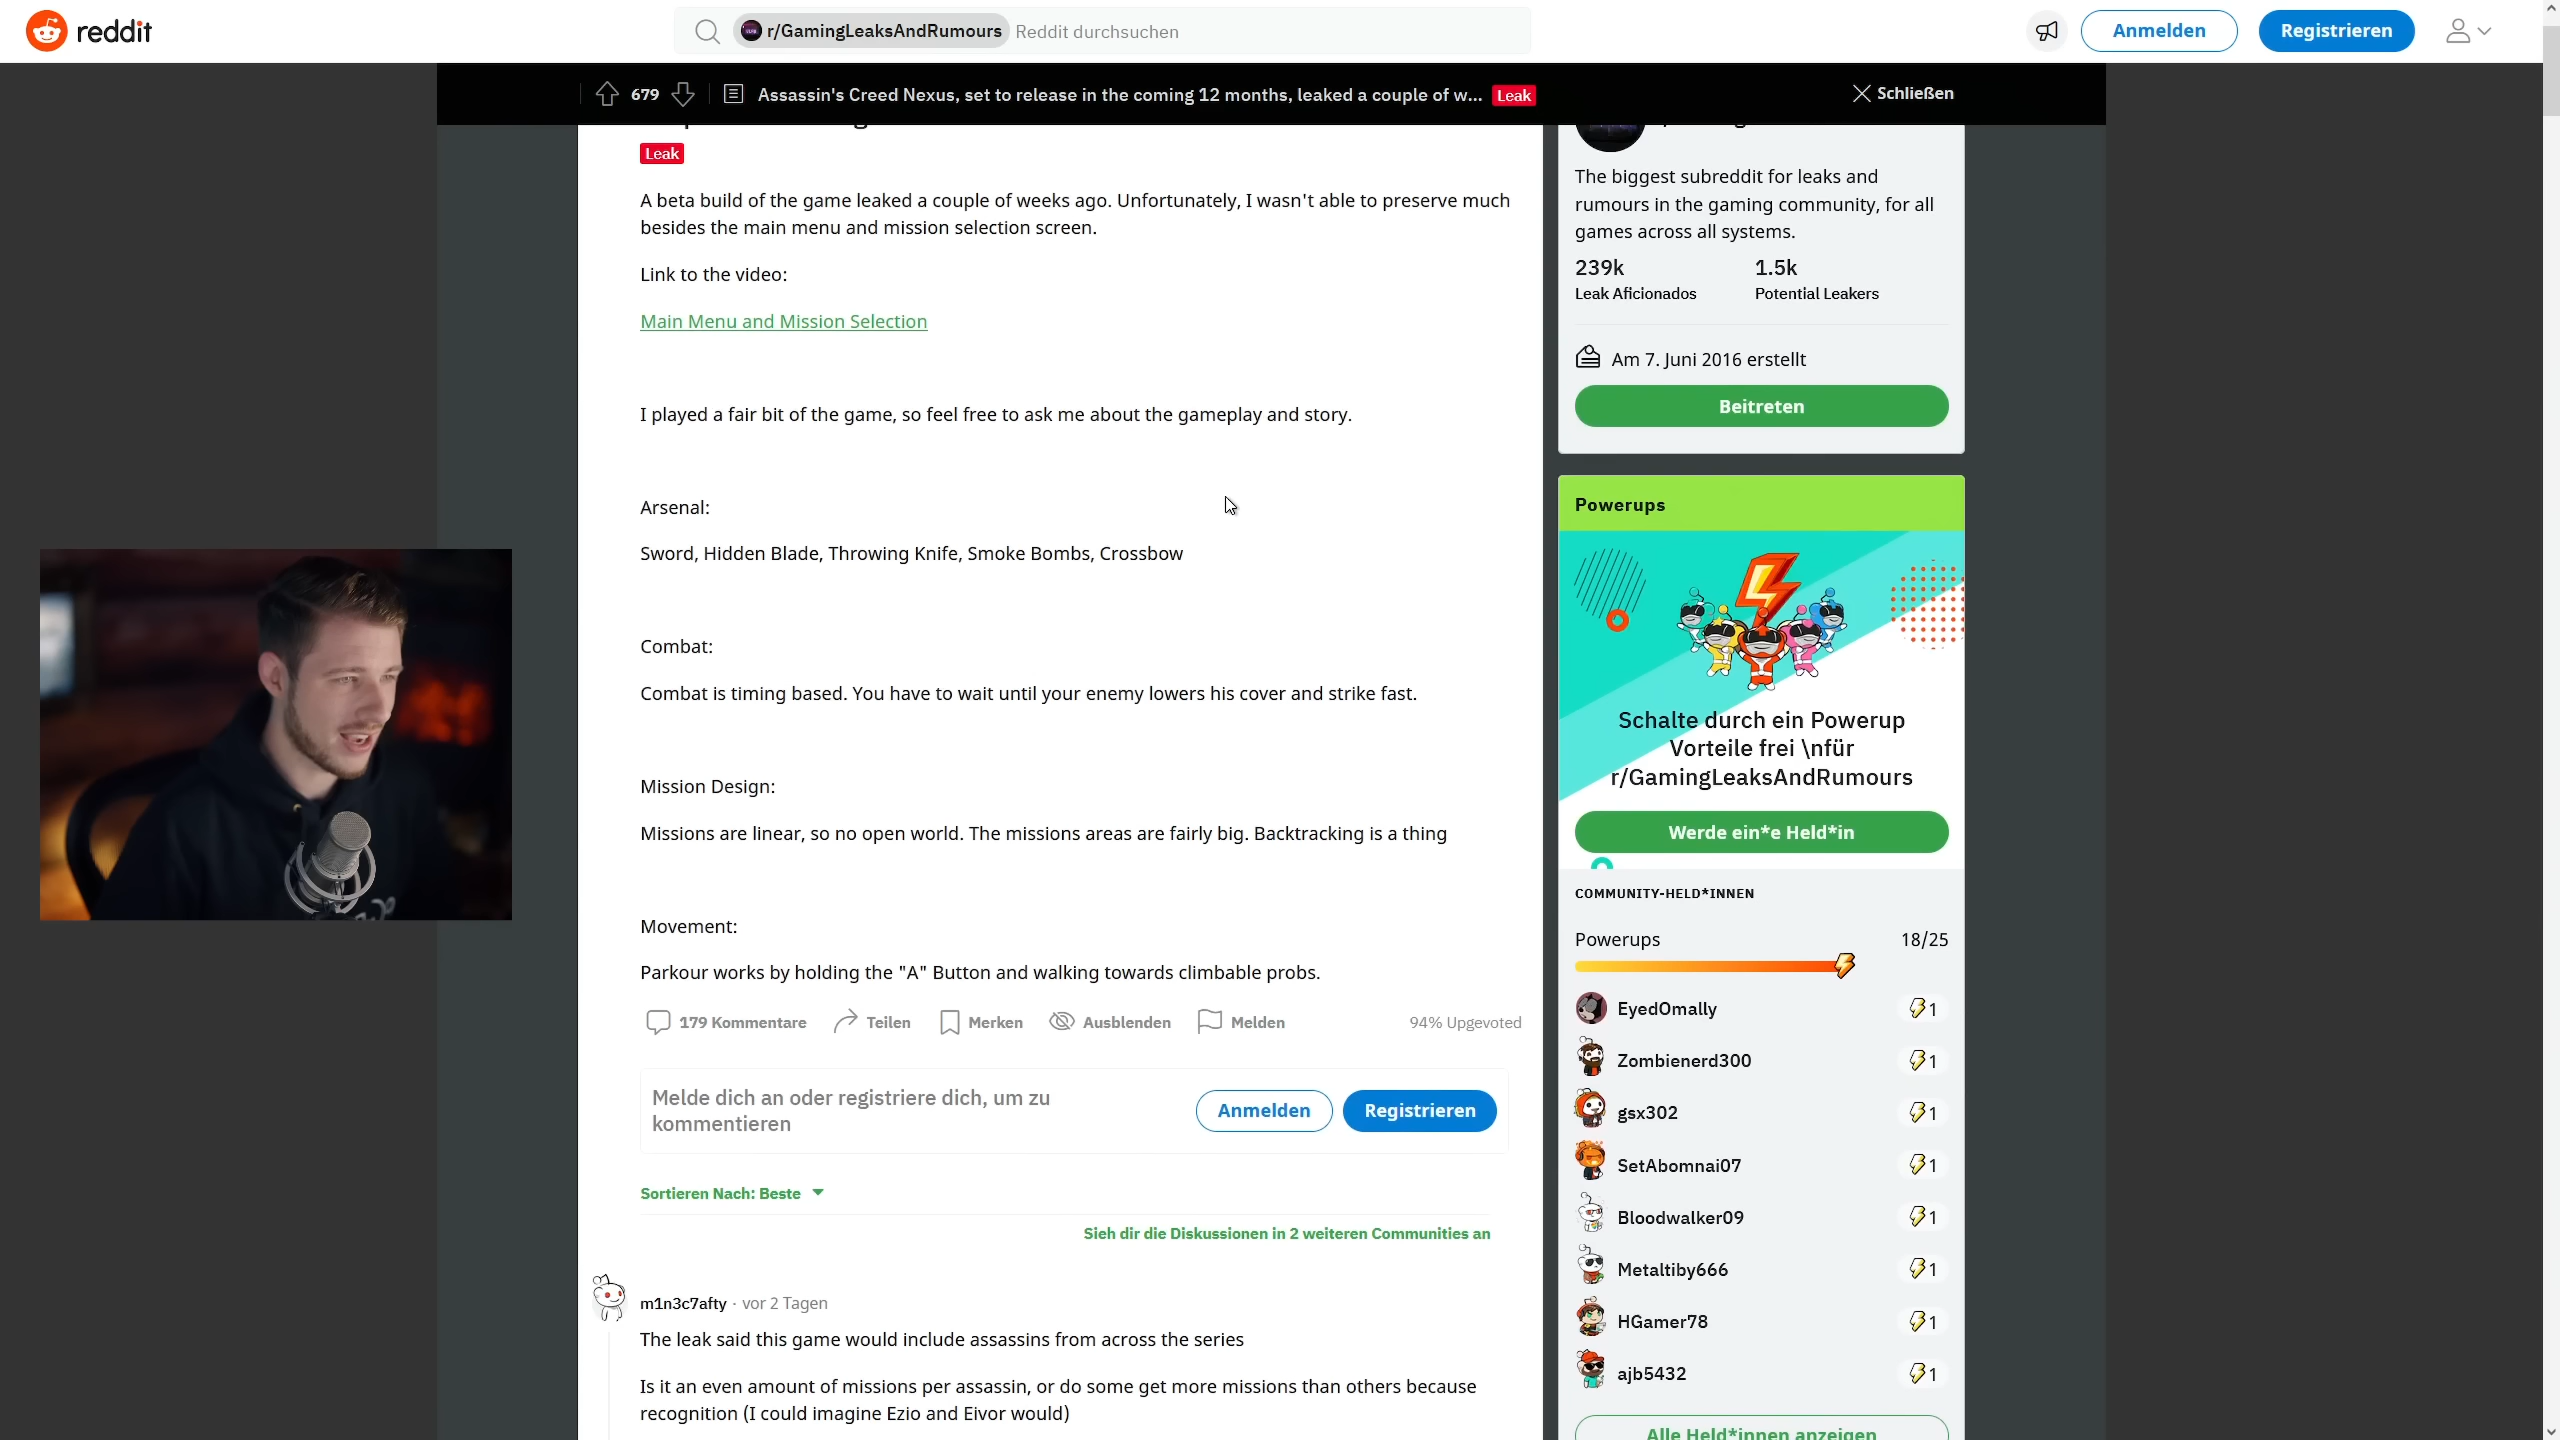 reddit
r/GamingLeaksAndRumours Reddit durchsuchen
Anmelden
Registrieren
679
Assassin's Creed Nexus, set to release in the coming 12 months, leaked a couple of w...
Leak
Schließen
Leak
A beta build of the game leaked a couple of weeks ago. Unfortunately, I wasn't able to preserve much
besides the main menu and mission selection screen.
Link to the video:
Main Menu and Mission Selection
I played a fair bit of the game, so feel free to ask me about the gameplay and story.
Arsenal:
Sword, Hidden Blade, Throwing Knife, Smoke Bombs, Crossbow
Combat:
Combat is timing based. You have to wait until your enemy lowers his cover and strike fast.
Mission Design:
Missions are linear, so no open world. The missions areas are fairly big. Backtracking is a thing
Movement:
Parkour works by holding the "A" Button and walking towards climbable probs.
179 Kommentare
Teilen
Merken
Ausblenden
Melden
94% Upgevoted
Melde dich an oder registriere dich, um zu
kommentieren
Anmelden
Registrieren
Sortieren Nach: Beste
Sieh dir die Diskussionen in 2 weiteren Communities an
m1n3c7afty · vor 2 Tagen
The leak said this game would include assassins from across the series
Is it an even amount of missions per assassin, or do some get more missions than others because
recognition (I could imagine Ezio and Eivor would)
The biggest subreddit for leaks and
rumours in the gaming community, for all
games across all systems.
239k
Leak Aficionados
1.5k
Potential Leakers
Am 7. Juni 2016 erstellt
Beitreten
Powerups
Schalte durch ein Powerup
Vorteile frei \nfür
r/GamingLeaksAndRumours
Werde ein*e Held*in
COMMUNITY-HELD*INNEN
Powerups 18/25
EyedOmally 1
Zombienerd300 1
gsx302 1
SetAbomnai07 1
Bloodwalker09 1
Metaltiby666 1
HGamer78 1
ajb5432 1
Alle Held*innen anzeigen